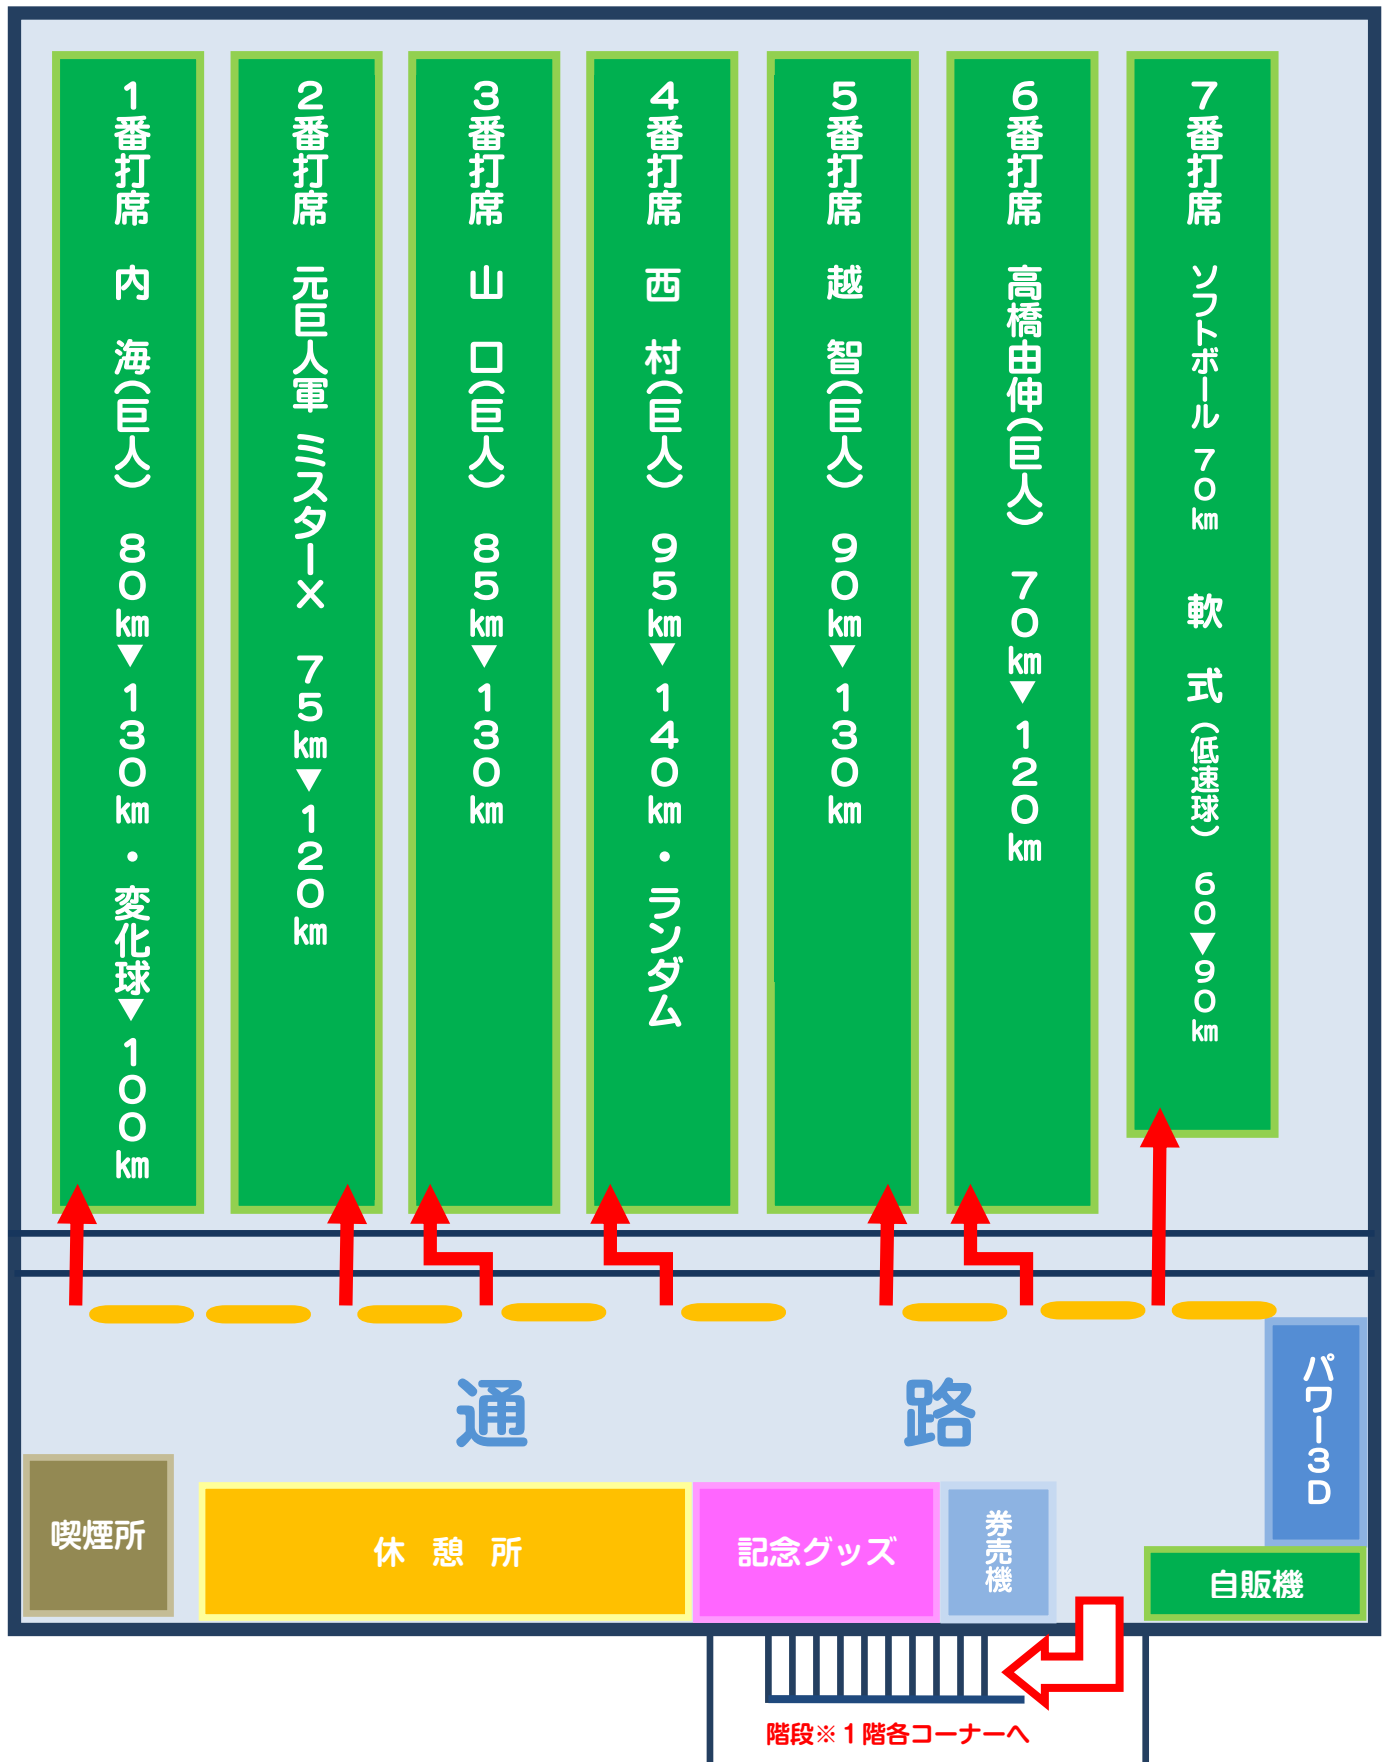 1番打席　内　海(巨人)　80㎞▼130㎞・変化球▼100㎞
2番打席　元巨人軍 ミスターX　75㎞▼120㎞
3番打席　山　口(巨人)　85㎞▼130㎞
4番打席　西　村(巨人)　95㎞▼140㎞・ランダム
5番打席　越　智(巨人)　90㎞▼130㎞
6番打席　高橋由伸(巨人)　70㎞▼120㎞
7番打席　ソフトボール 70㎞　軟　式(低速球)　60▼90㎞
通　路
パワー3D
喫煙所
休　憩　所
記念グッズ
券売機
自販機
階段※1階各コーナーへ